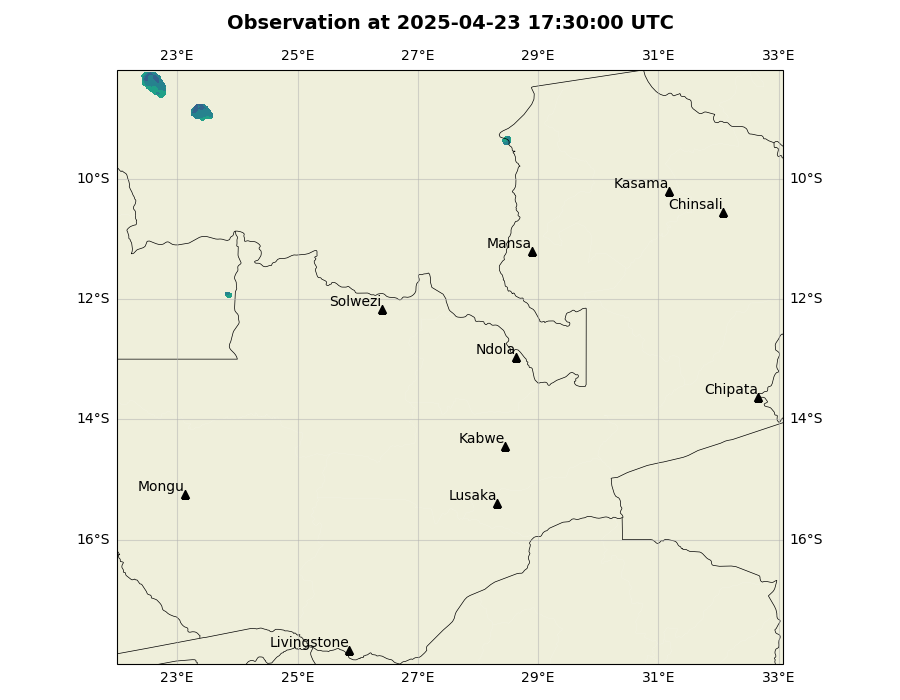 Observation at 2025-04-23 17:30:00 UTC
23°E 25°E 27°E 29°E 31°E 33°E
10°S 10°S
Kasama
Chinsali
Mansa
12°S 12°S
Solwezi
Ndola
Chipata
14°S 14°S
Kabwe
Mongu
Lusaka
16°S 16°S
Livingstone
23°E 25°E 27°E 29°E 31°E 33°E